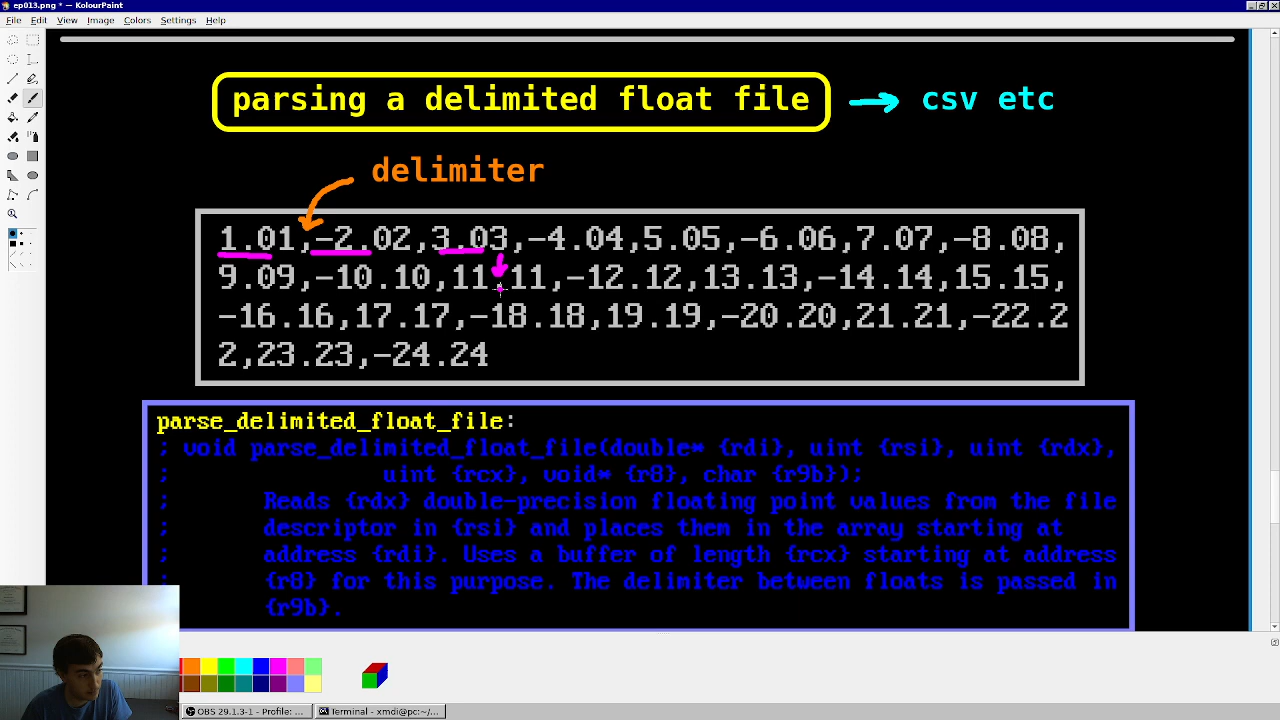 ep013.png * — KolourPaint
File Edit View Image Colors Settings Help
parsing a delimited float file
csv etc
delimiter
1.01,-2.02,3.03,-4.04,5.05,-6.06,7.07,-8.08,
9.09,-10.10,11.11,-12.12,13.13,-14.14,15.15,
-16.16,17.17,-18.18,19.19,-20.20,21.21,-22.2
2,23.23,-24.24
parse_delimited_float_file:
; void parse_delimited_float_file(double* {rdi}, uint {rsi}, uint {rdx},
; uint {rcx}, void* {r8}, char {r9b});
; Reads {rdx} double-precision floating point values from the file
; descriptor in {rsi} and places them in the array starting at
; address {rdi}. Uses a buffer of length {rcx} starting at address
{r8} for this purpose. The delimiter between floats is passed in
{r9b}.
OBS 29.1.3-1 - Profile: ...
Terminal - xmdi@pc:~/...